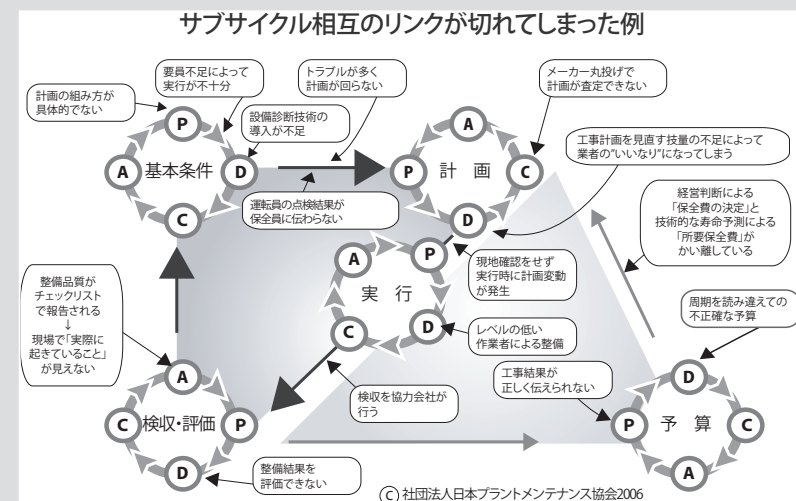 サブサイクル相互のリンクが切れてしまった例
計画の組み方が
具体的でない
要員不足によって
実行が不十分
設備診断技術の
導入が不足
トラブルが多く
計画が回らない
運転員の点検結果が
保全員に伝わらない
メーカー丸投げで
計画が査定できない
工事計画を見直す技量の不足によって
業者の"いいなり"になってしまう
経営判断による
「保全費の決定」と
技術的な寿命予測による
「所要保全費」が
かい離している
P
A
基本条件
D
C
A
P
計 画
C
D
A
P
実 行
C
D
現地確認をせず
実行時に計画変動
が発生
レベルの低い
作業者による整備
検収を協力会社が
行う
整備品質が
チェックリスト
で報告される
↓
現場で「実際に
起きていること」
が見えない
A
C
検収・評価
P
D
整備結果を
評価できない
周期を読み違えての
不正確な予算
工事結果が
正しく伝えられない
D
P
予 算
C
A
Ⓒ 社団法人日本プラントメンテナンス協会2006